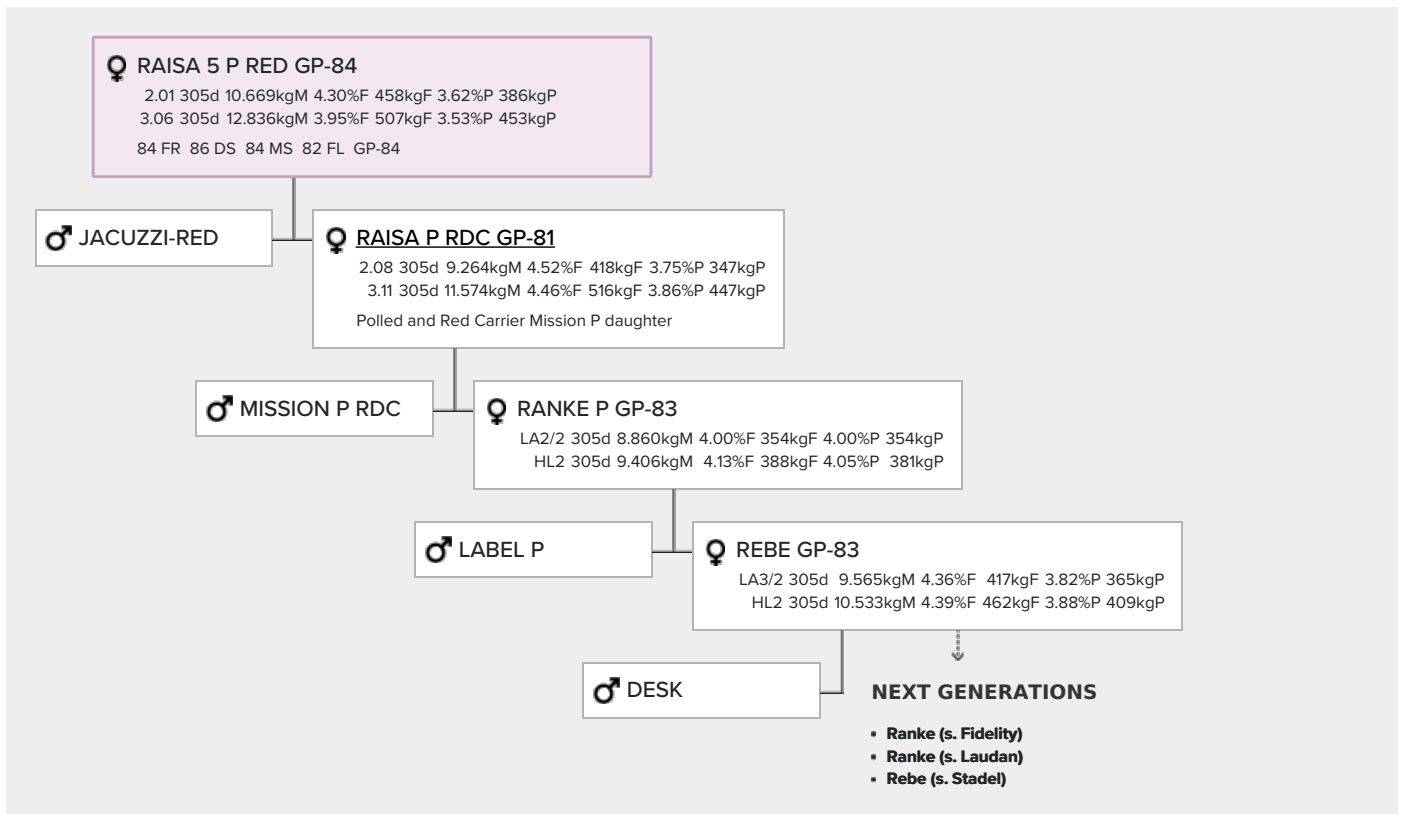 RAISA 5 P RED GP-84
2.01 305d 10.669kgM 4.30%F 458kgF 3.62%P 386kgP
3.06 305d 12.836kgM 3.95%F 507kgF 3.53%P 453kgP
84 FR 86 DS 84 MS 82 FL GP-84
JACUZZI-RED
RAISA P RDC GP-81
2.08 305d 9.264kgM 4.52%F 418kgF 3.75%P 347kgP
3.11 305d 11.574kgM 4.46%F 516kgF 3.86%P 447kgP
Polled and Red Carrier Mission P daughter
MISSION P RDC
RANKE P GP-83
LA2/2 305d 8.860kgM 4.00%F 354kgF 4.00%P 354kgP
HL2 305d 9.406kgM 4.13%F 388kgF 4.05%P 381kgP
LABEL P
REBE GP-83
LA3/2 305d 9.565kgM 4.36%F 417kgF 3.82%P 365kgP
HL2 305d 10.533kgM 4.39%F 462kgF 3.88%P 409kgP
DESK
NEXT GENERATIONS
• Ranke (s. Fidelity)
• Ranke (s. Laudan)
• Rebe (s. Stadel)